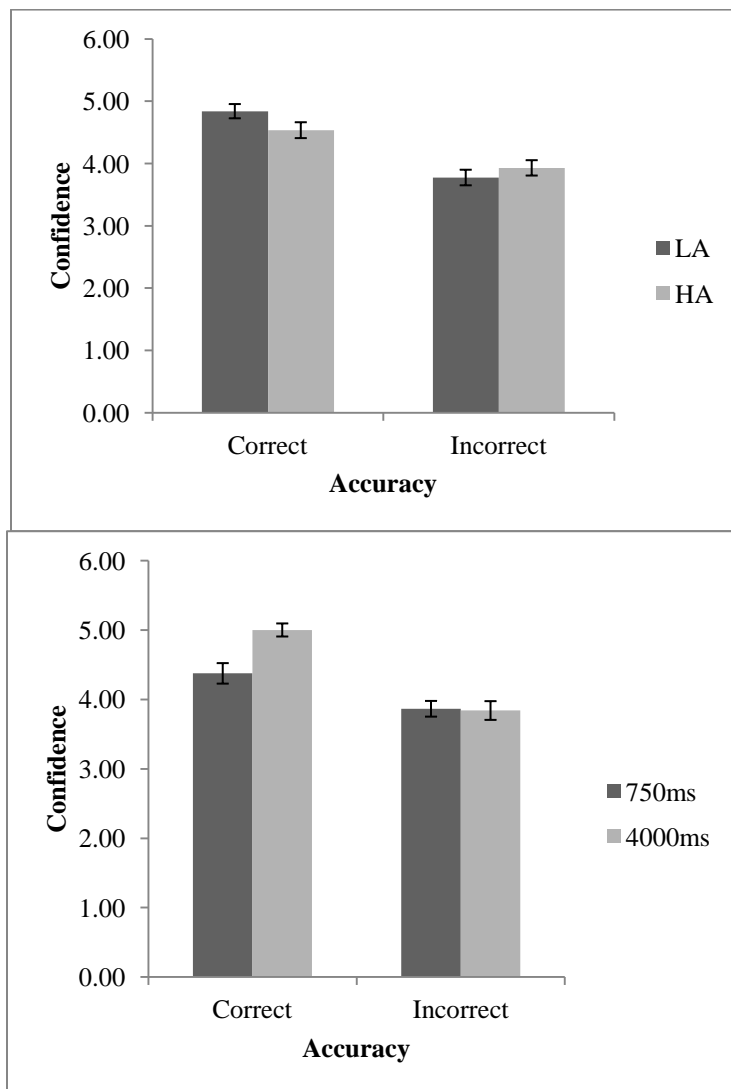 6.00
5.00
4.00
3.00
2.00
1.00
0.00
Confidence
Correct Incorrect
Accuracy
LA
HA
6.00
5.00
4.00
3.00
2.00
1.00
0.00
Confidence
Correct Incorrect
Accuracy
750ms
4000ms